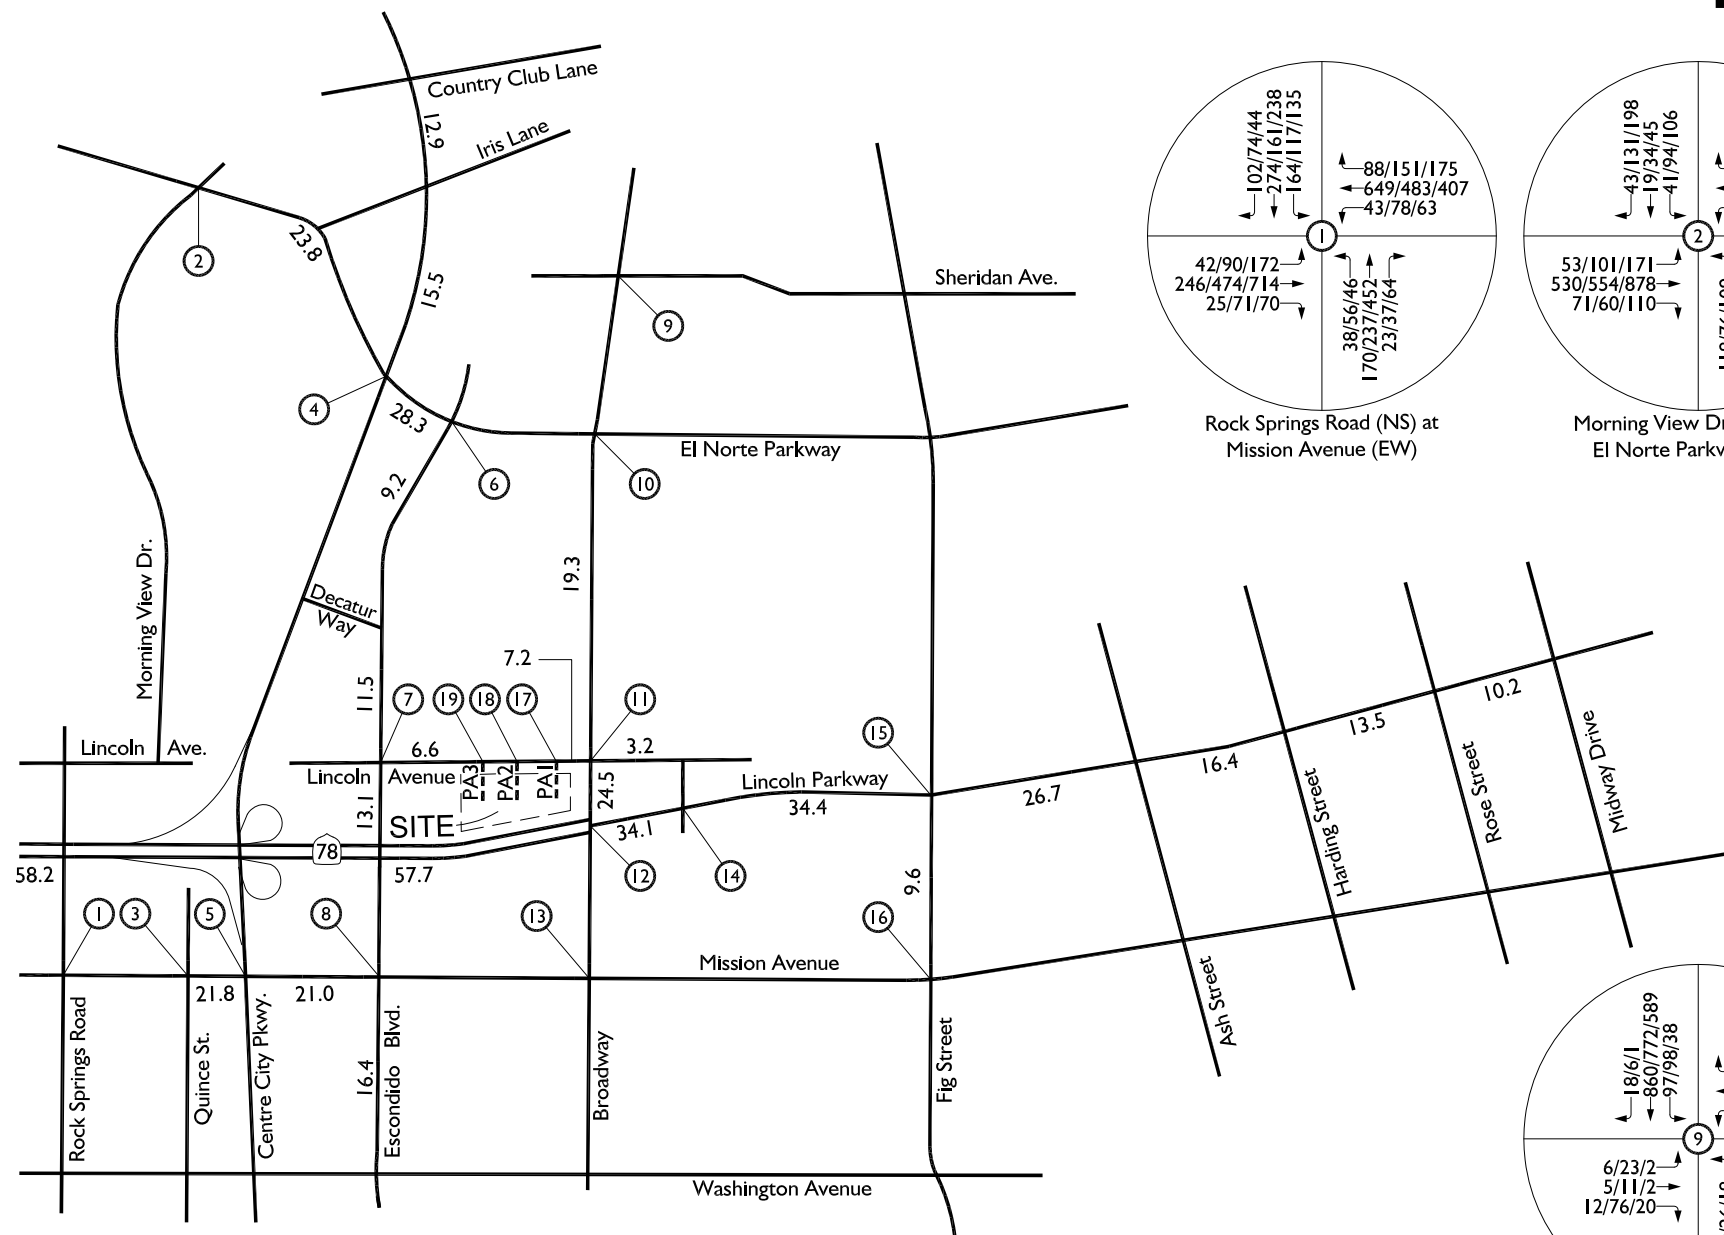 Country Club Lane
12.9
Iris Lane
23.8
2
15.5
Sheridan Ave.
9
4
28.3
El Norte Parkway
9.2
6
10
Morning View Dr.
19.3
Decatur
Way
7.2
11.5
7
19
18
17
11
15
Lincoln Ave.
6.6
3.2
Lincoln Avenue
PA3
PA2
PA1
24.5
Lincoln Parkway
34.4
26.7
16.4
13.5
10.2
Harding Street
Rose Street
Midway Drive
13.1
SITE
34.1
78
58.2
57.7
12
14
9.6
1
3
5
8
13
16
Mission Avenue
21.8
21.0
Rock Springs Road
Quince St.
Centre City Pkwy.
16.4
Escondido Blvd.
Broadway
Fig Street
Ash Street
Washington Avenue
102/74/44
274/161/238
164/117/135
88/151/175
649/483/407
43/78/63
1
42/90/172
246/474/714
25/71/70
38/56/46
170/237/452
23/37/64
Rock Springs Road (NS) at
Mission Avenue (EW)
43/131/198
19/34/45
41/94/106
2
53/101/171
530/554/878
71/60/110
Morning View
El Norte
18/6/1
860/772/589
97/98/38
9
6/23/2
5/11/2
12/76/20